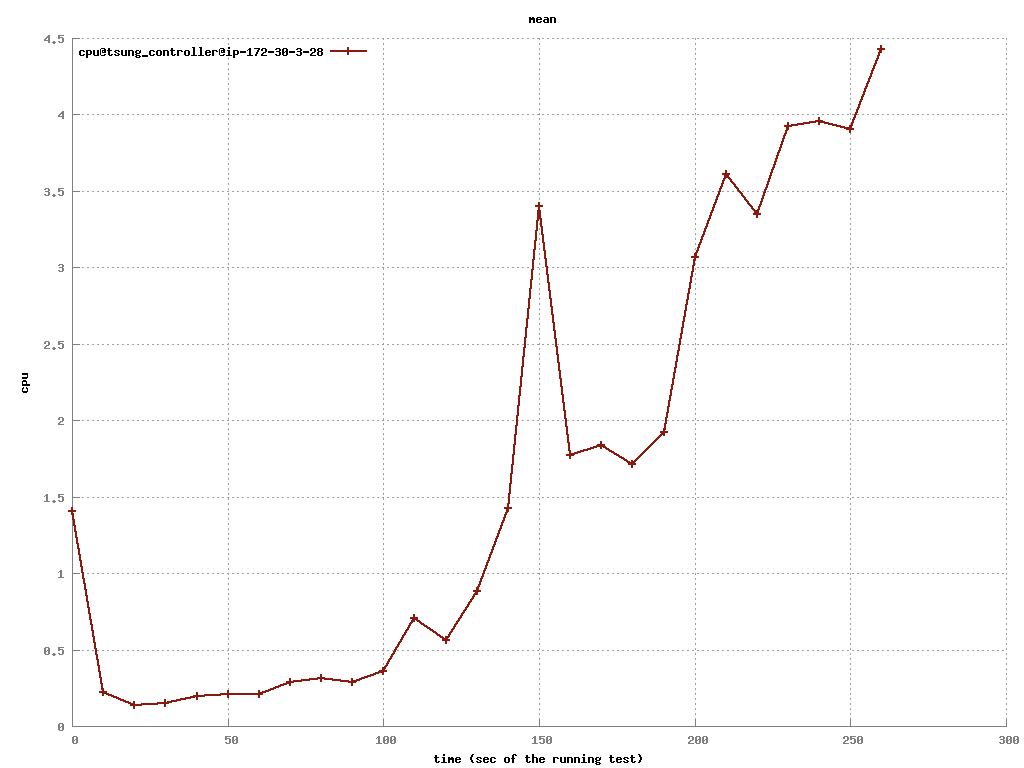 mean
cpu@tsung_controller@ip-172-30-3-28
4.5
4
3.5
3
2.5
2
1.5
1
0.5
0
cpu
0 50 100 150 200 250 300
time (sec of the running test)